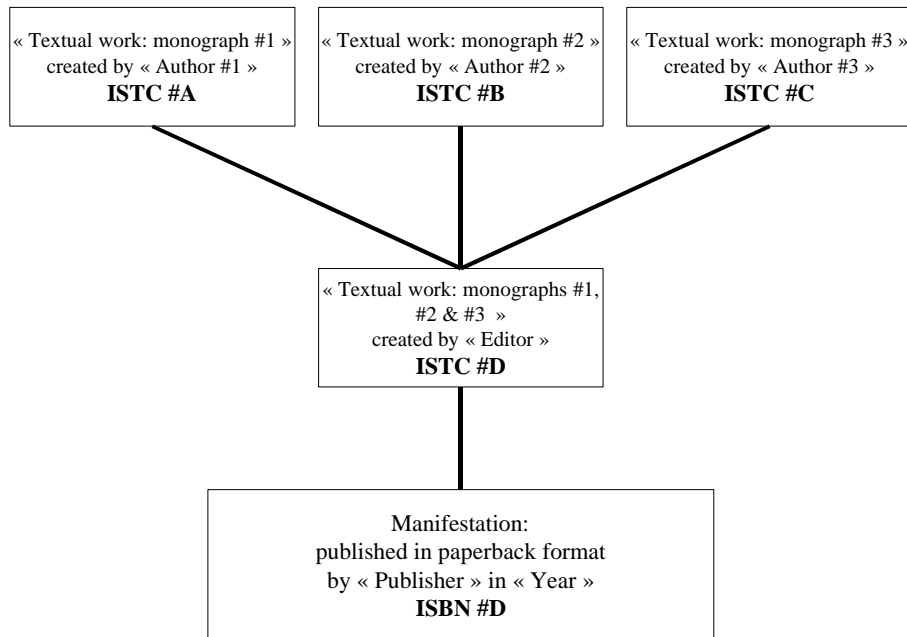 « Textual work: monograph #1 »
created by « Author #1 »
ISTC #A
« Textual work: monograph #2 »
created by « Author #2 »
ISTC #B
« Textual work: monograph #3 »
created by « Author #3 »
ISTC #C
« Textual work: monographs #1,
#2 & #3 »
created by « Editor »
ISTC #D
Manifestation:
published in paperback format
by « Publisher » in « Year »
ISBN #D